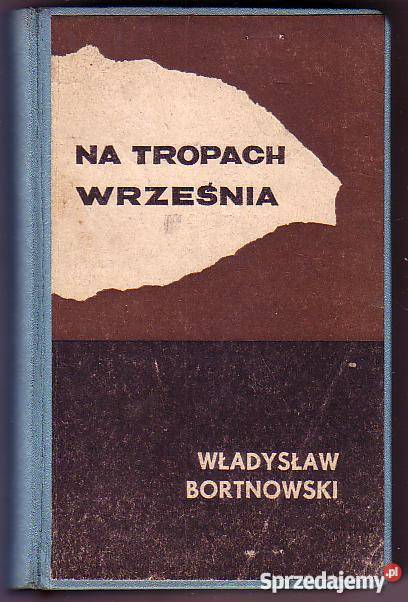 NA TROPACH
WRZEŚNIA
WŁADYSŁAW
BORTNOWSKI
Sprzedajemy.pl